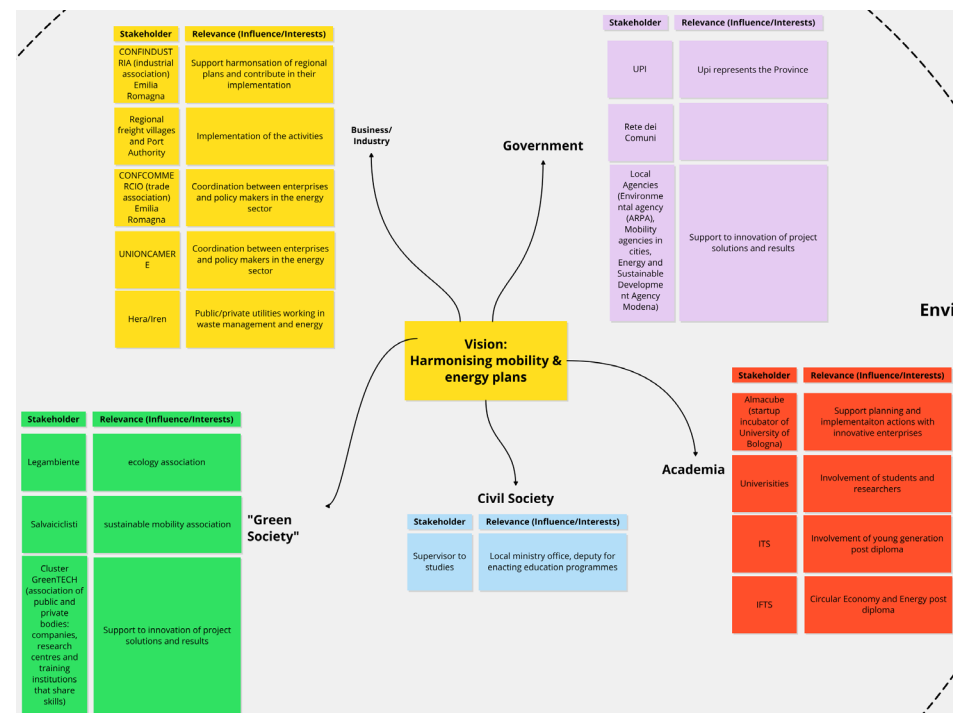 Stakeholder
Relevance (Influence/Interests)
CONFINDUST
RIA (industrial
association)
Emilia
Romagna
Support harmonsation of regional
plans and contribute in their
implementation
Regional
freight villages
and Port
Authority
Implementation of the activities
CONFCOMME
RCIO (trade
association)
Emilia
Romagna
Coordination between enterprises
and policy makers in the energy
sector
UNIONCAMER
E
Coordination between enterprises
and policy makers in the energy
sector
Hera/Iren
Public/private utilities working in
waste management and energy
Business/
Industry
Government
Stakeholder
Relevance (Influence/Interests)
UPI
Upi represents the Province
Rete dei
Comuni
Local
Agencies
(Environme
ntal agency
(ARPA),
Mobility
agencies in
cities,
Energy and
Sustainable
Developme
nt Agency
Modena)
Support to innovation of project
solutions and results
Envi
Vision:
Harmonising mobility &
energy plans
Stakeholder
Relevance (Influence/Interests)
Legambiente
ecology association
Salvaiciclisti
sustainable mobility association
Cluster
GreenTECH
(association of
public and
private
bodies:
companies,
research
centres and
training
institutions
that share
skills)
Support to innovation of project
solutions and results
"Green
Society"
Civil Society
Stakeholder
Relevance (Influence/Interests)
Supervisor to
studies
Local ministry office, deputy for
enacting education programmes
Academia
Stakeholder
Relevance (Influence/Interests)
Almacube
(startup
incubator of
University of
Bologna)
Support planning and
implementaiton actions with
innovative enterprises
Univerisities
Involvement of students and
researchers
ITS
Involvement of young generation
post diploma
IFTS
Circular Economy and Energy post
diploma